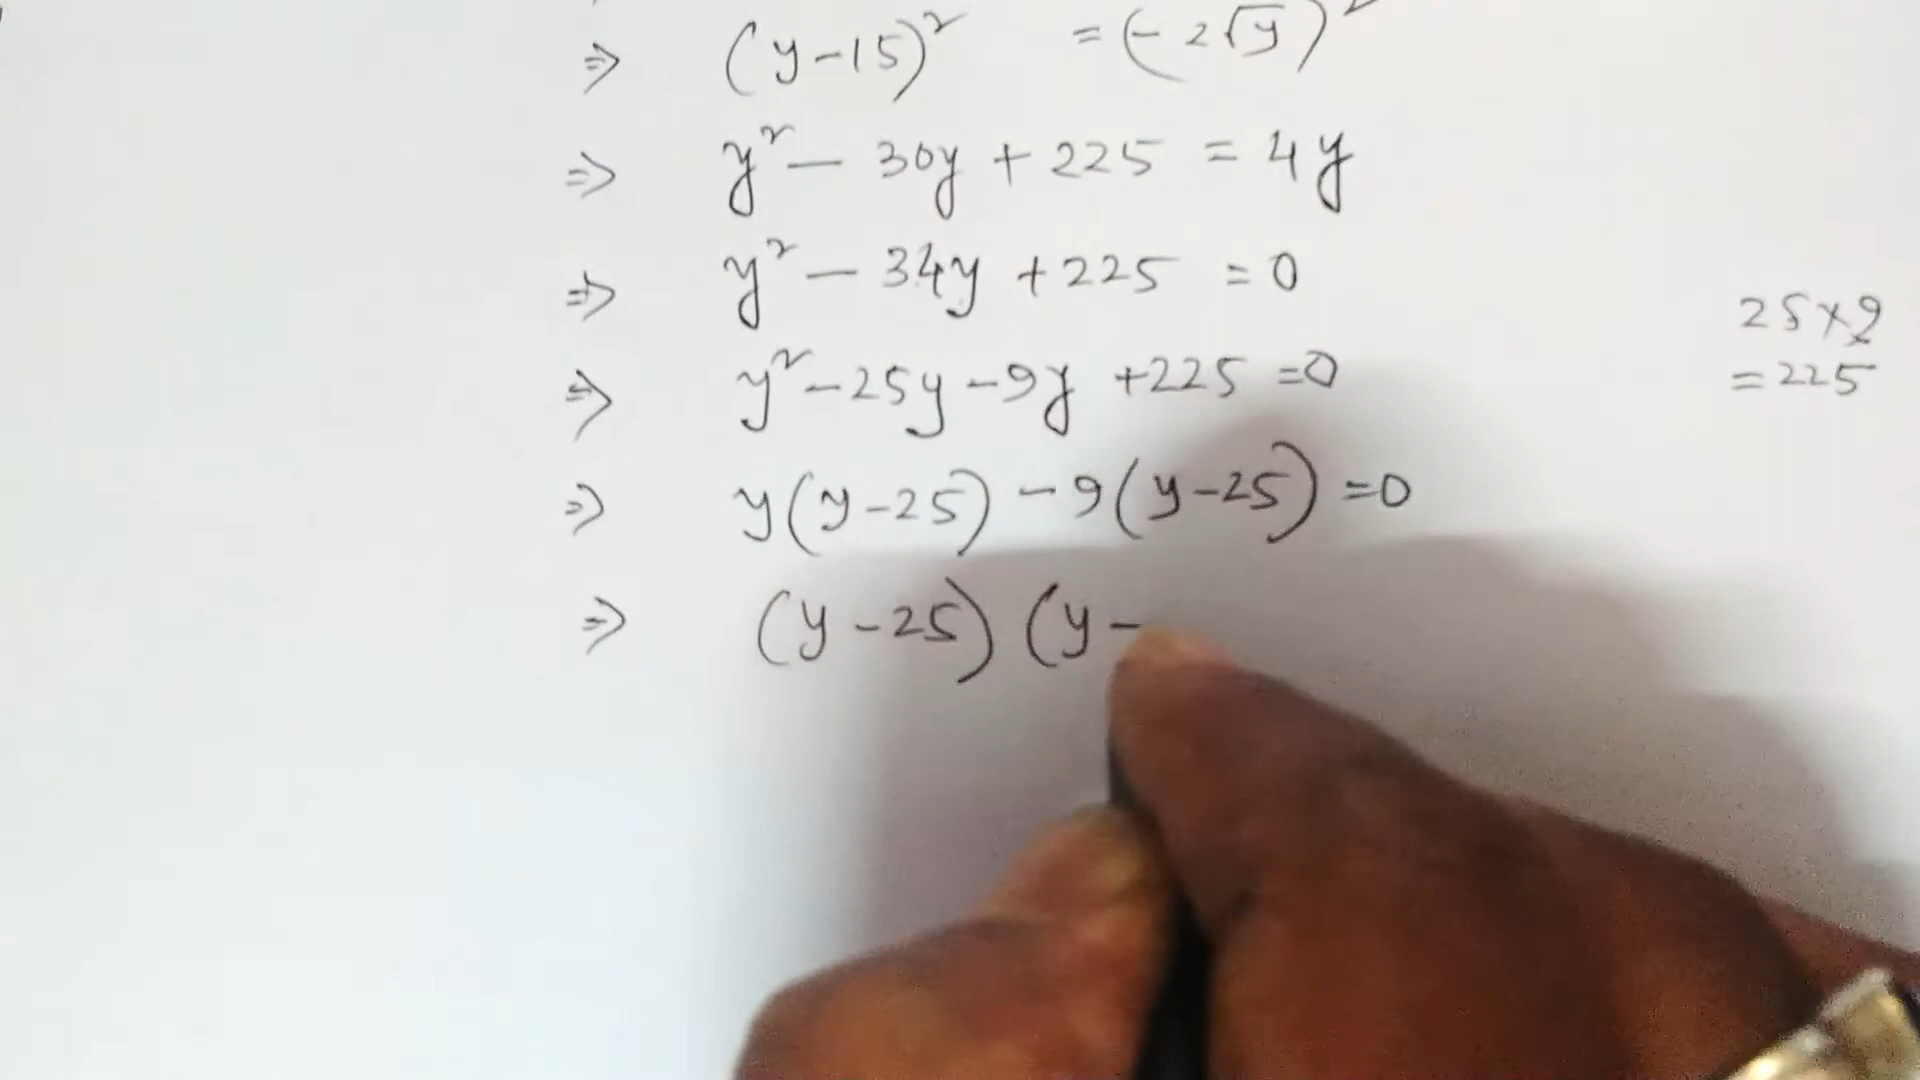 ⇒ (y-15)² = (-2√y)²
⇒ y² - 30y + 225 = 4y
⇒ y² - 34y + 225 = 0
⇒ y² - 25y - 9y + 225 = 0
⇒ y(y-25) - 9(y-25) = 0
⇒ (y-25) (y-
25×9
= 225